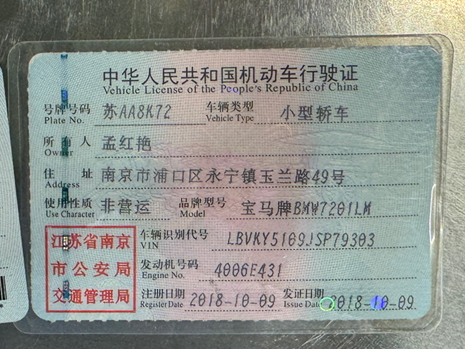 中华人民共和国机动车行驶证
Vehicle License of the People's Republic of China
号牌号码 苏AA8K72 车辆类型 小型轿车
Plate No. Vehicle Type
所有人 孟红艳
Owner
住址 南京市浦口区永宁镇玉兰路49号
Address
使用性质 非营运 品牌型号 宝马牌BMW7201LM
Use Character Model
江苏省南京
市公安局
交通管理局
车辆识别代号 LBVKY5109JSP79303
VIN
发动机号码 4006E431
Engine No.
注册日期 2018-10-09 发证日期 2018-10-09
Register Date Issue Date